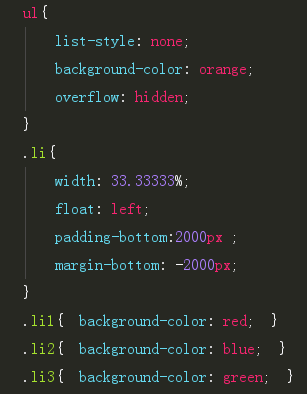 ul{
list-style: none;
background-color: orange;
overflow: hidden;
}
.li{
width: 33.33333%;
float: left;
padding-bottom:2000px ;
margin-bottom: -2000px;
}
.li1{ background-color: red; }
.li2{ background-color: blue; }
.li3{ background-color: green; }